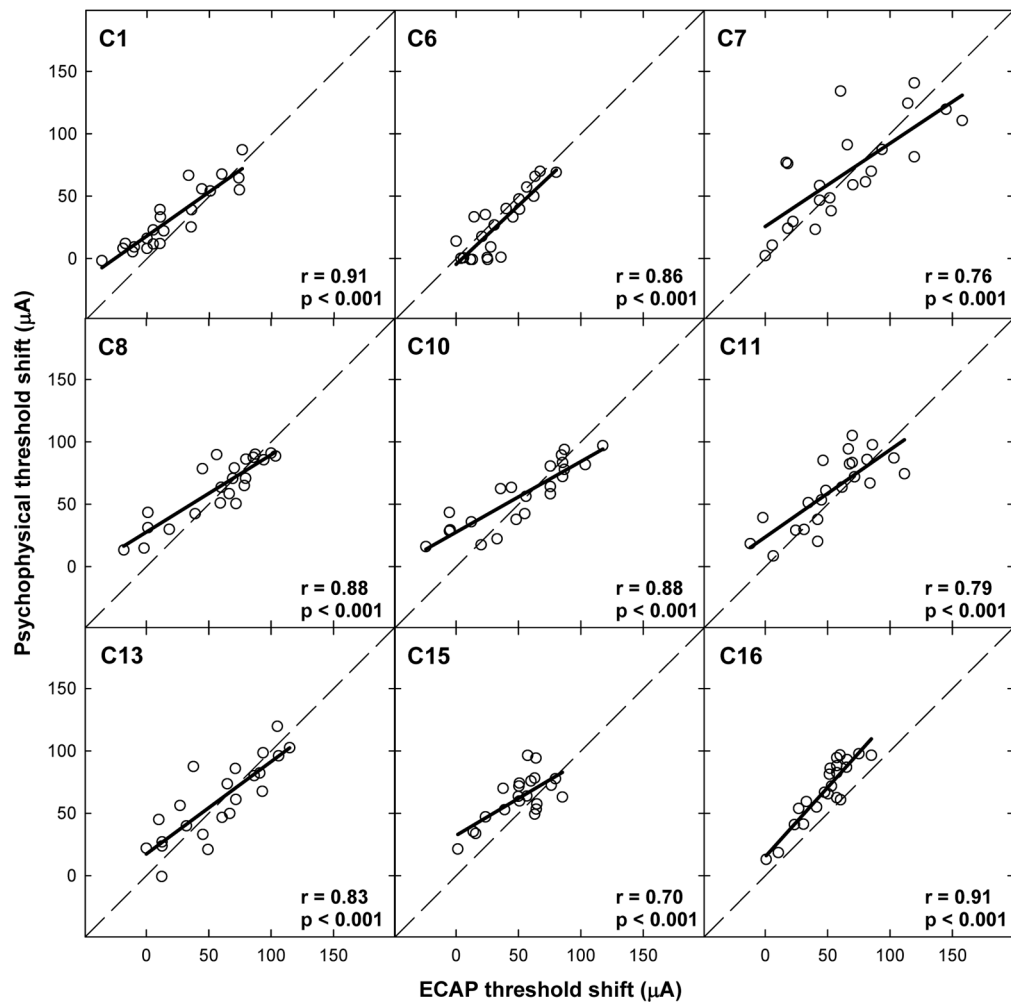 C1
C6
C7
150
100
50
0
r = 0.91
p < 0.001
r = 0.86
p < 0.001
r = 0.76
p < 0.001
Psychophysical threshold shift (μA)
C8
C10
C11
150
100
50
0
r = 0.88
p < 0.001
r = 0.88
p < 0.001
r = 0.79
p < 0.001
C13
C15
C16
150
100
50
0
r = 0.83
p < 0.001
r = 0.70
p < 0.001
r = 0.91
p < 0.001
0 50 100 150 0 50 100 150 0 50 100 150
ECAP threshold shift (μA)